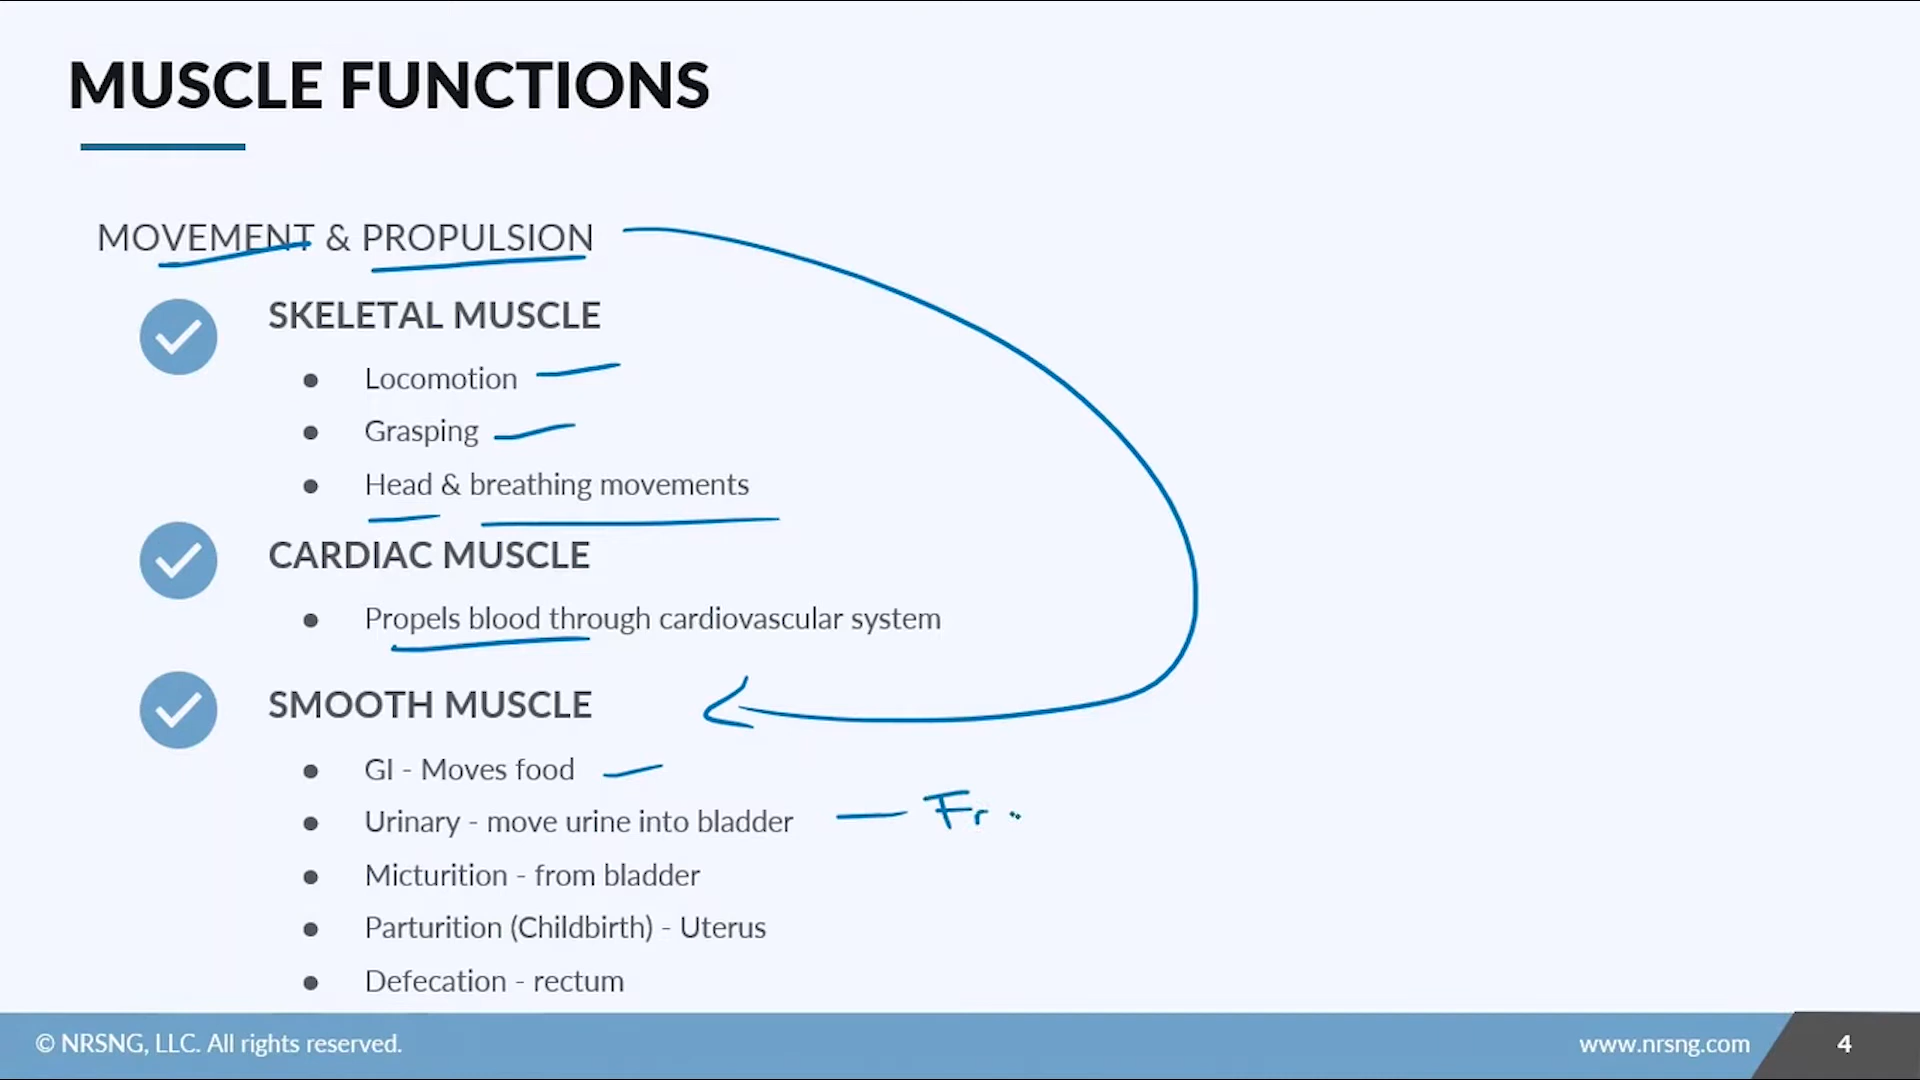 MUSCLE FUNCTIONS
MOVEMENT & PROPULSION
SKELETAL MUSCLE
● Locomotion
● Grasping
● Head & breathing movements
CARDIAC MUSCLE
● Propels blood through cardiovascular system
SMOOTH MUSCLE
● GI - Moves food
● Urinary - move urine into bladder — Fr
● Micturition - from bladder
● Parturition (Childbirth) - Uterus
● Defecation - rectum
© NRSNG, LLC. All rights reserved. www.nrsng.com 4